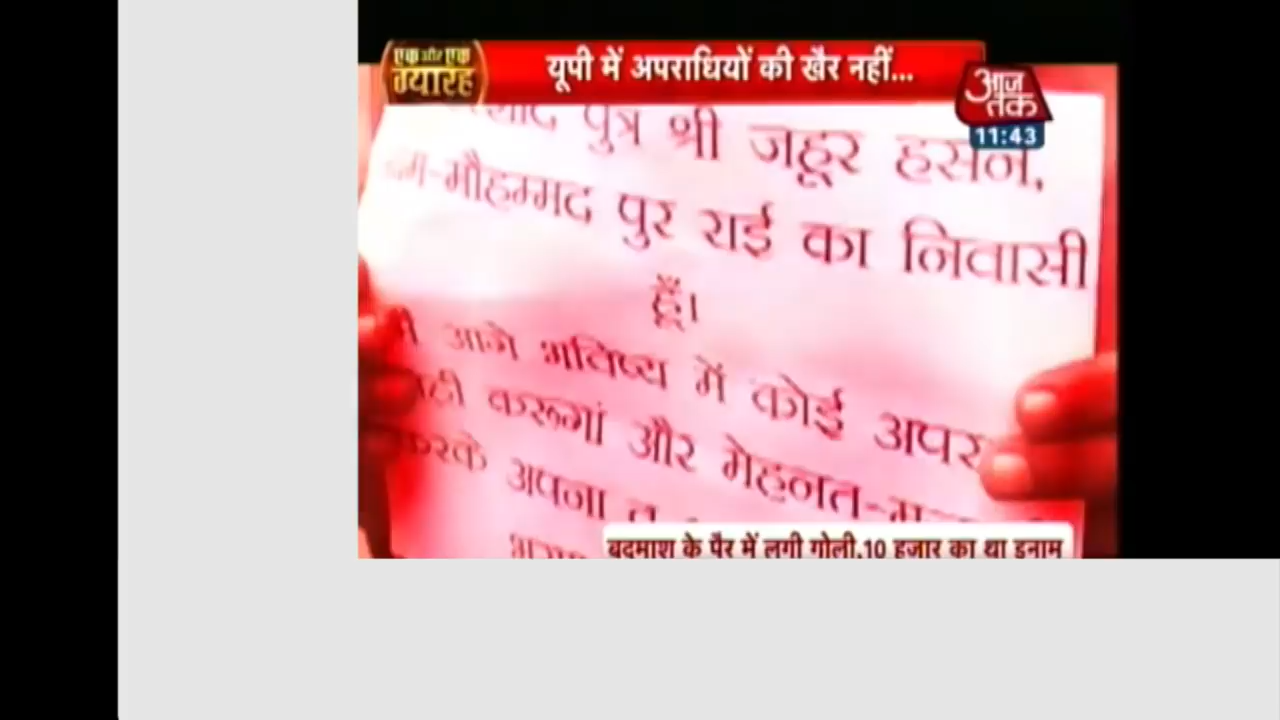 एक और एक
ग्यारह
यूपी में अपराधियों की खैर नहीं...
आज
तक
11:43
पुत्र श्री जहूर हसन,
मौहम्मद पुर राई का निवासी
हूँ।
आगे भविष्य में कोई अपर
करूगां और मेहनत-
करके अपना
बदमाश के पैर में लगी गोली,10 हजार का था इनाम